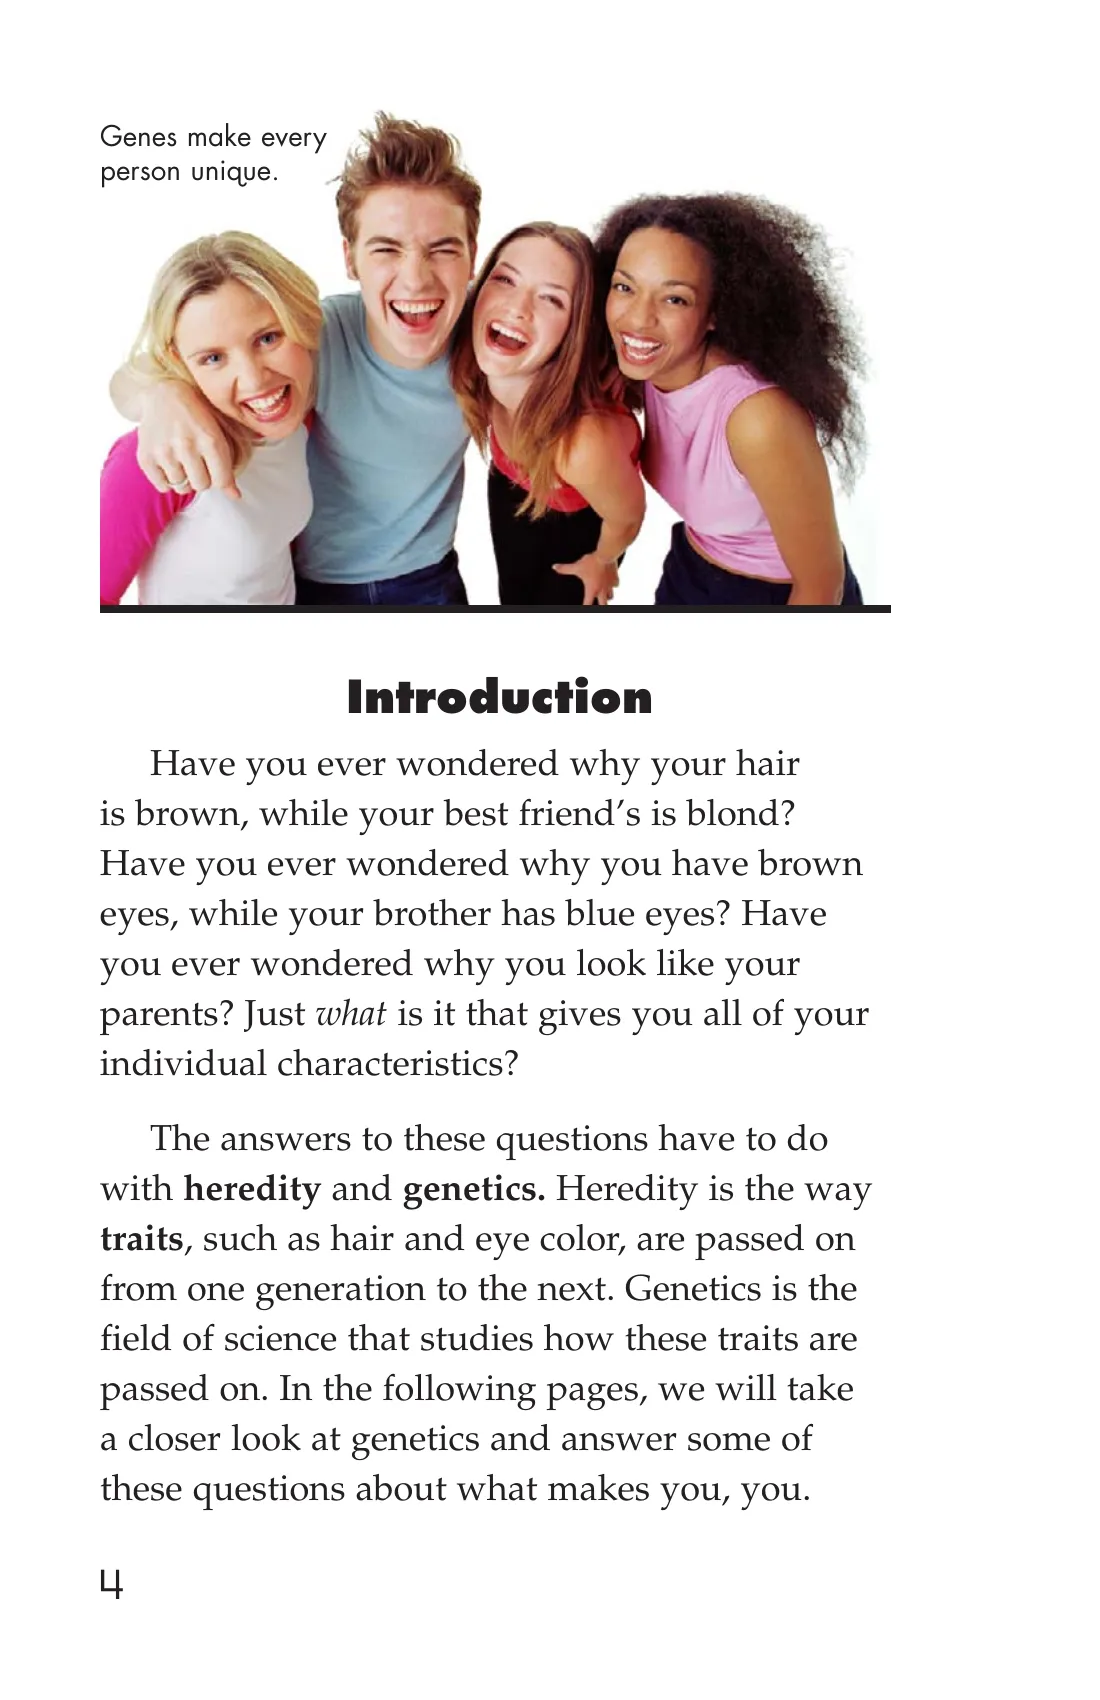 Genes make every
person unique.
Introduction
Have you ever wondered why your hair
is brown, while your best friend’s is blond?
Have you ever wondered why you have brown
eyes, while your brother has blue eyes? Have
you ever wondered why you look like your
parents? Just what is it that gives you all of your
individual characteristics?
The answers to these questions have to do
with heredity and genetics. Heredity is the way
traits, such as hair and eye color, are passed on
from one generation to the next. Genetics is the
field of science that studies how these traits are
passed on. In the following pages, we will take
a closer look at genetics and answer some of
these questions about what makes you, you.
4